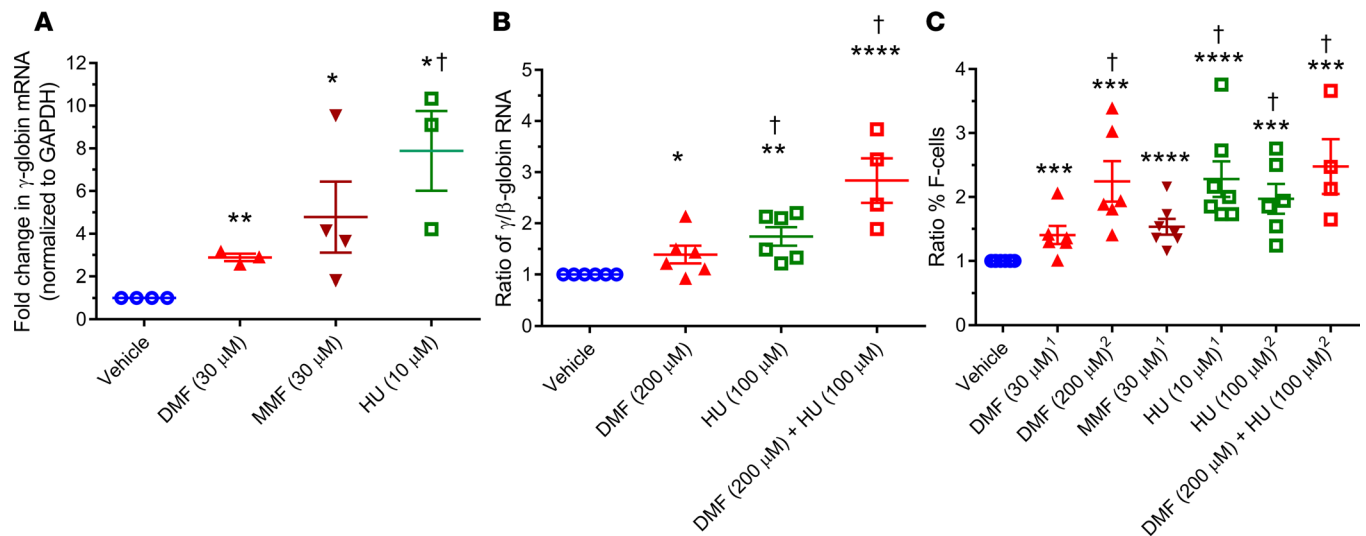 A
Fold change in γ-globin mRNA
(normalized to GAPDH)
12
10
8
6
4
2
0
**
*
*†
Vehicle
DMF (30 μM)
MMF (30 μM)
HU (10 μM)
B
Ratio of γ/β-globin RNA
5
4
3
2
1
0
*
†
**
†
****
Vehicle
DMF (200 μM)
HU (100 μM)
DMF (200 μM) + HU (100 μM)
C
Ratio % F-cells
4
3
2
1
0
***
†
***
****
†
****
†
***
†
***
Vehicle
DMF (30 μM)¹
DMF (200 μM)²
MMF (30 μM)¹
HU (10 μM)¹
HU (100 μM)²
DMF (200 μM) + HU (100 μM)²